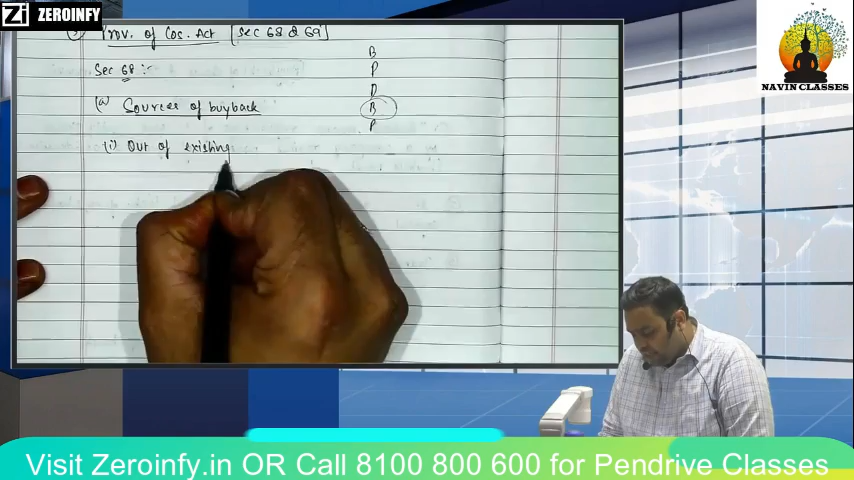 Zi ZEROINFY
Prov. of Cos. Act [Sec 68 & 69]
Sec 68 :-
(a) Sources of buyback
(i) Out of existing
B
P
D
B
P
NAVIN CLASSES
Visit Zeroinfy.in OR Call 8100 800 600 for Pendrive Classes